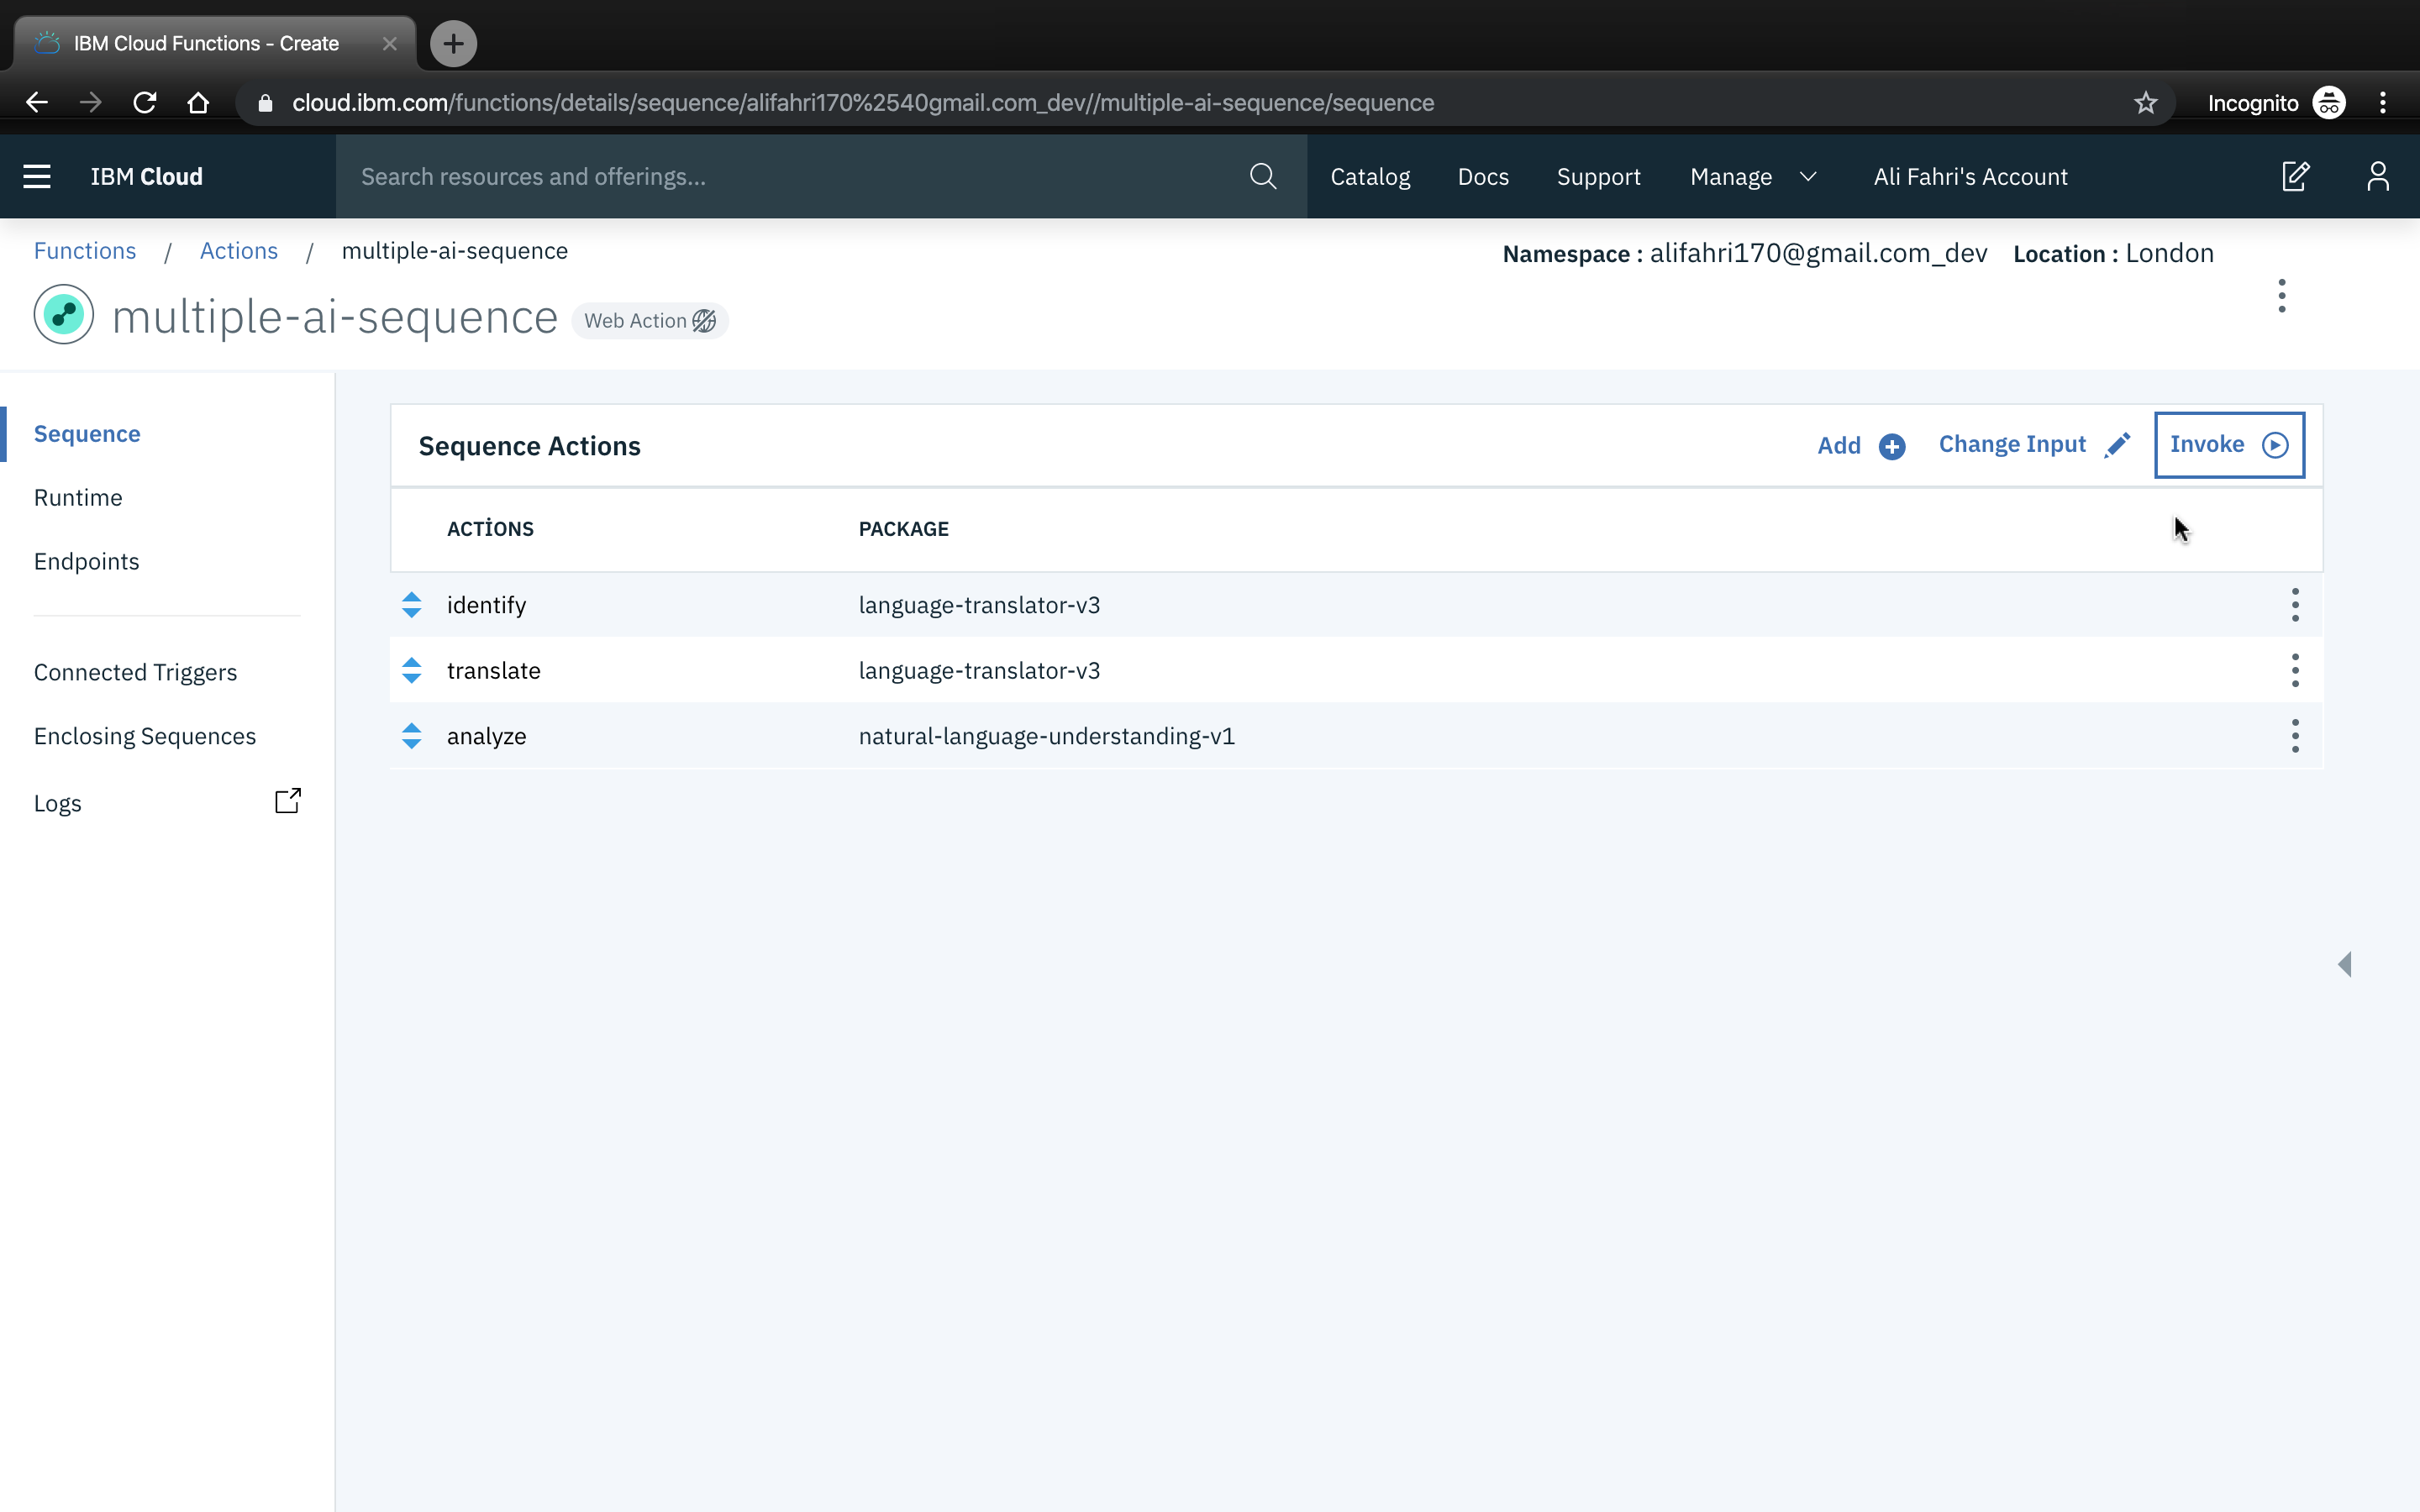 IBM Cloud Functions - Create
cloud.ibm.com/functions/details/sequence/alifahri170%2540gmail.com_dev//multiple-ai-sequence/sequence
Incognito
IBM Cloud
Search resources and offerings...
Catalog
Docs
Support
Manage
Ali Fahri's Account
Functions / Actions / multiple-ai-sequence
Namespace : alifahri170@gmail.com_dev Location : London
multiple-ai-sequence
Web Action
Sequence
Runtime
Endpoints
Connected Triggers
Enclosing Sequences
Logs
Sequence Actions
Add
Change Input
Invoke
ACTİONS PACKAGE
identify language-translator-v3
translate language-translator-v3
analyze natural-language-understanding-v1